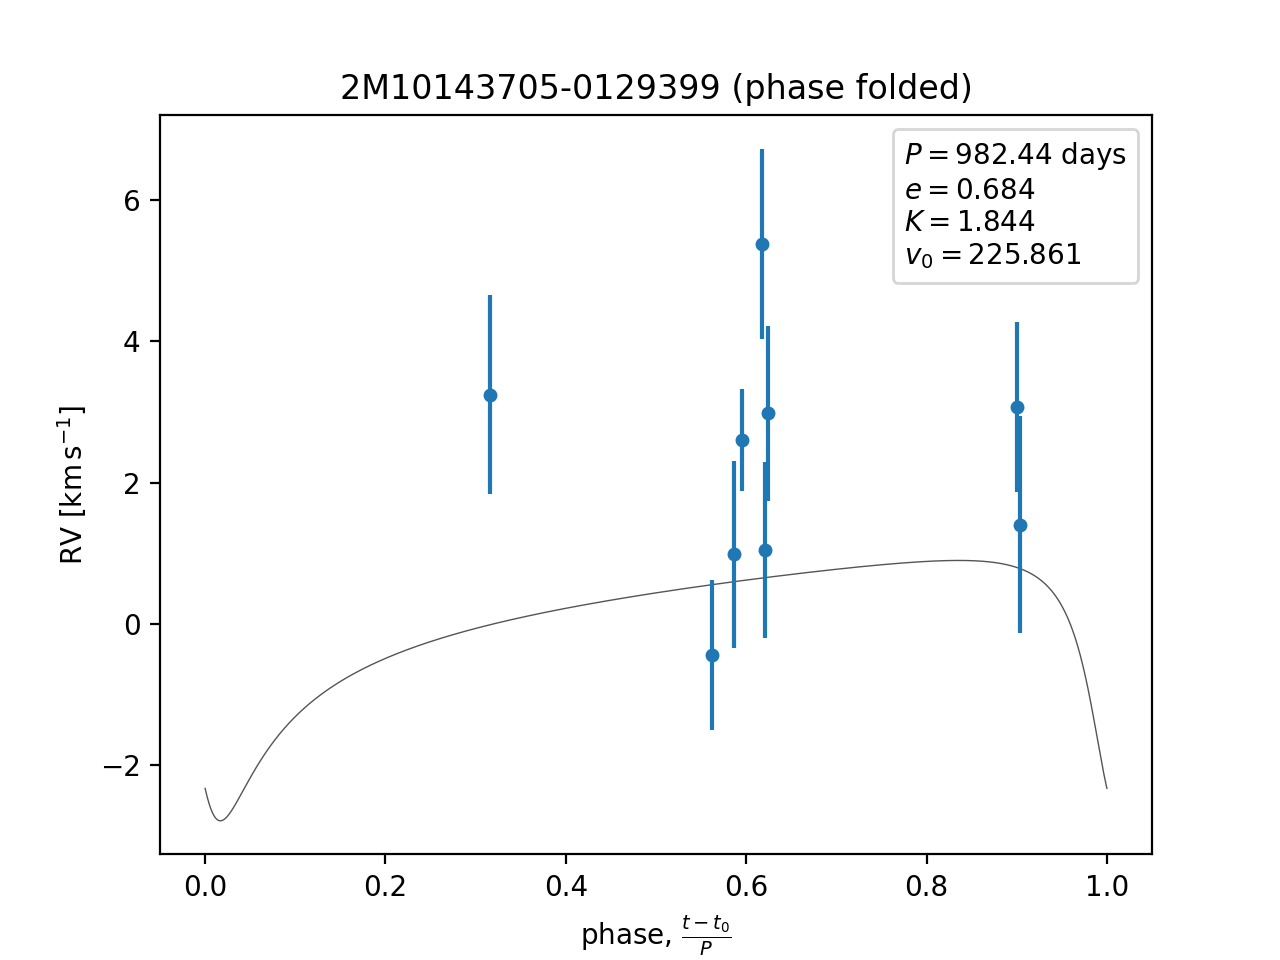 2M10143705-0129399 (phase folded)
P = 982.44 days
e = 0.684
K = 1.844
v₀ = 225.861
RV [km s⁻¹]
6
4
2
0
−2
0.0 0.2 0.4 0.6 0.8 1.0
phase, (t − t₀)/P